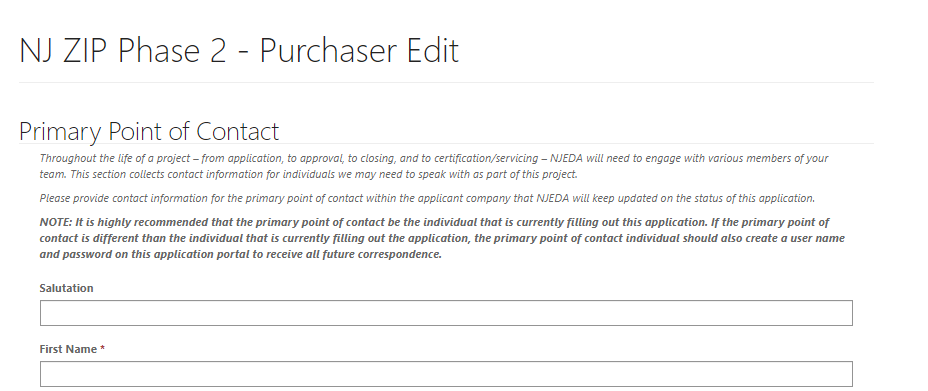 NJ ZIP Phase 2 - Purchaser Edit
Primary Point of Contact
Throughout the life of a project – from application, to approval, to closing, and to certification/servicing – NJEDA will need to engage with various members of your
team. This section collects contact information for individuals we may need to speak with as part of this project.
Please provide contact information for the primary point of contact within the applicant company that NJEDA will keep updated on the status of this application.
NOTE: It is highly recommended that the primary point of contact be the individual that is currently filling out this application. If the primary point of
contact is different than the individual that is currently filling out the application, the primary point of contact individual should also create a user name
and password on this application portal to receive all future correspondence.
Salutation
First Name *